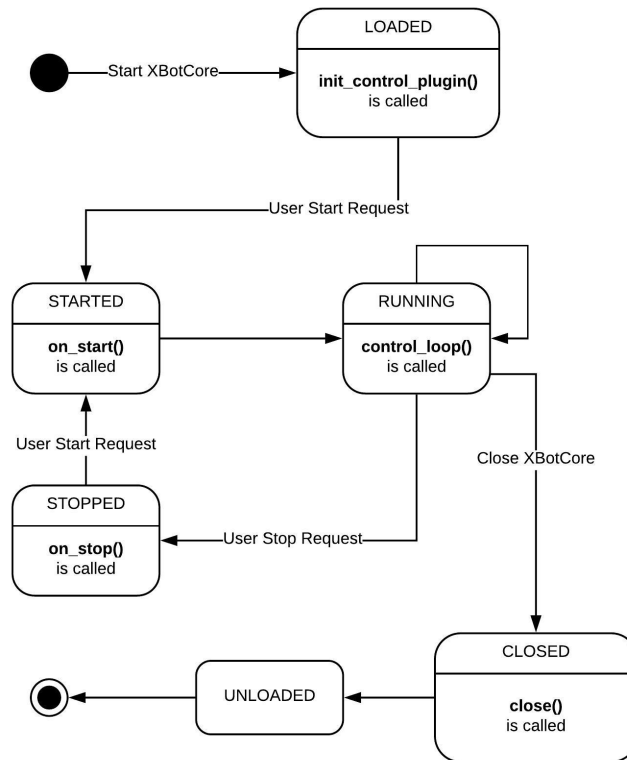 LOADED
Start XBotCore
init_control_plugin()
is called
User Start Request
STARTED
RUNNING
on_start()
is called
control_loop()
is called
User Start Request
Close XBotCore
STOPPED
on_stop()
is called
User Stop Request
CLOSED
UNLOADED
close()
is called